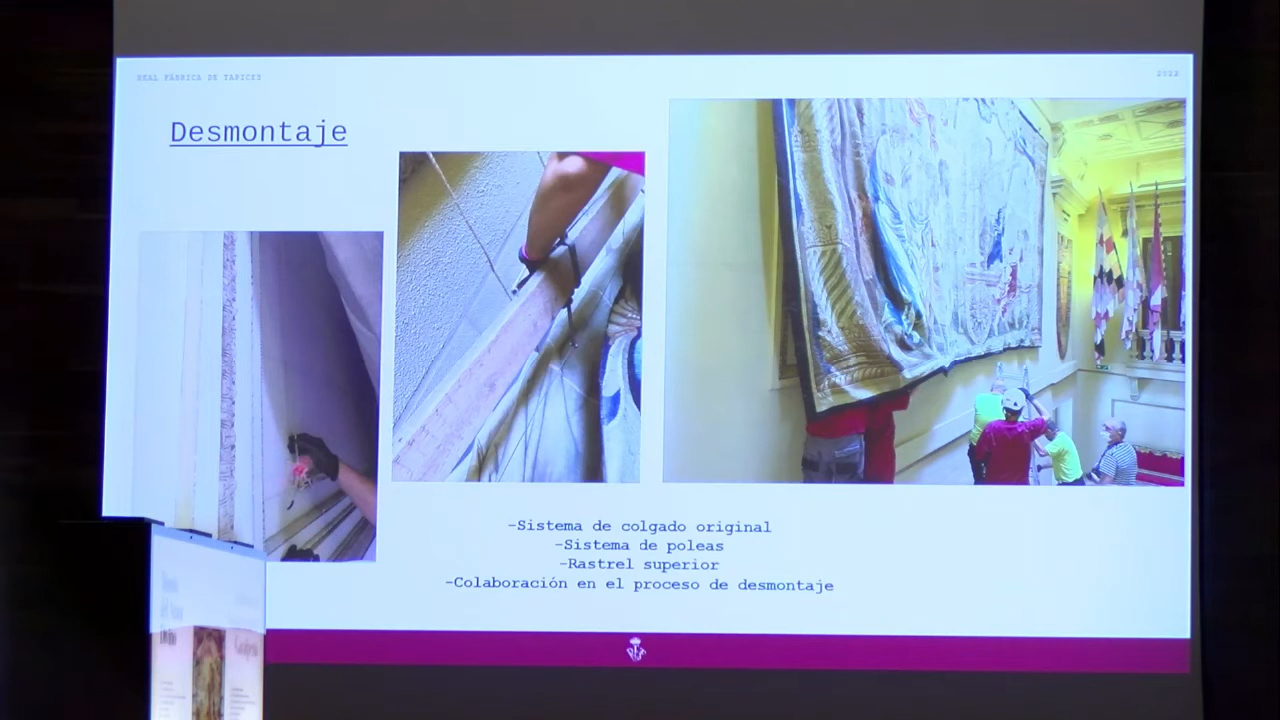 REAL FÁBRICA DE TAPICES
2022
Desmontaje
-Sistema de colgado original
-Sistema de poleas
-Rastrel superior
-Colaboración en el proceso de desmontaje